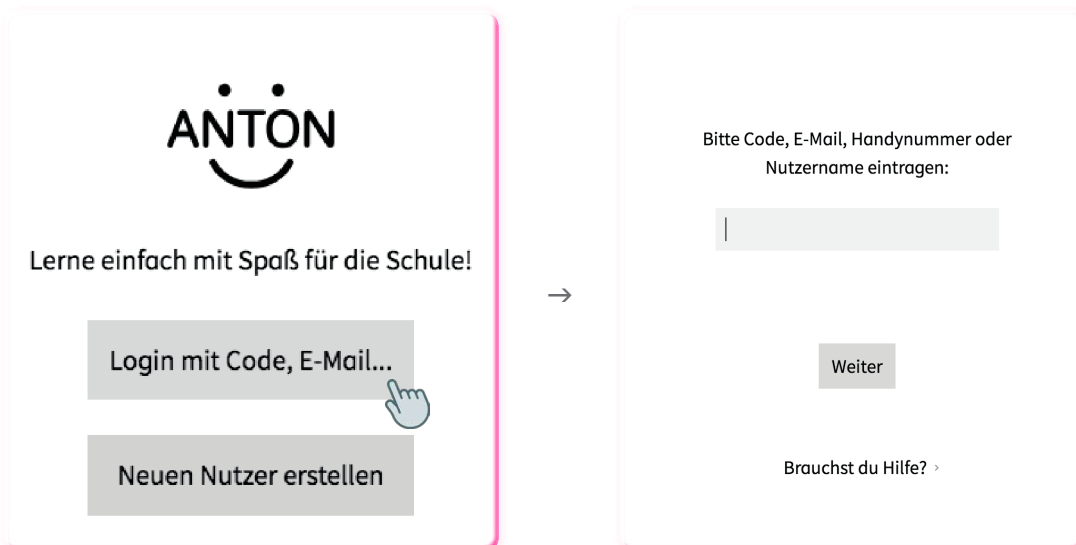 ANTON
Lerne einfach mit Spaß für die Schule!
Login mit Code, E-Mail...
Neuen Nutzer erstellen
→
Bitte Code, E-Mail, Handynummer oder
Nutzername eintragen:
Weiter
Brauchst du Hilfe? ›